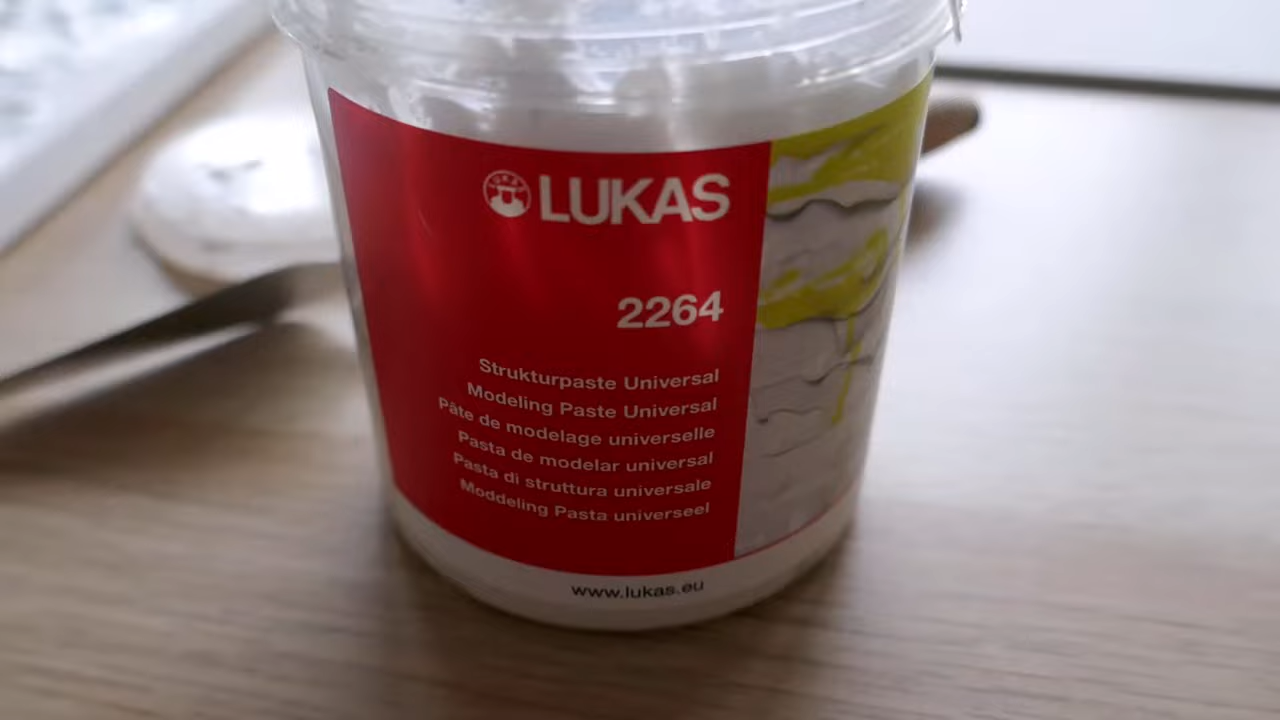 LUKAS
2264
Strukturpaste Universal
Modeling Paste Universal
Pâte de modelage universelle
Pasta de modelar universal
Pasta di struttura universale
Moddeling Pasta universeel
www.lukas.eu